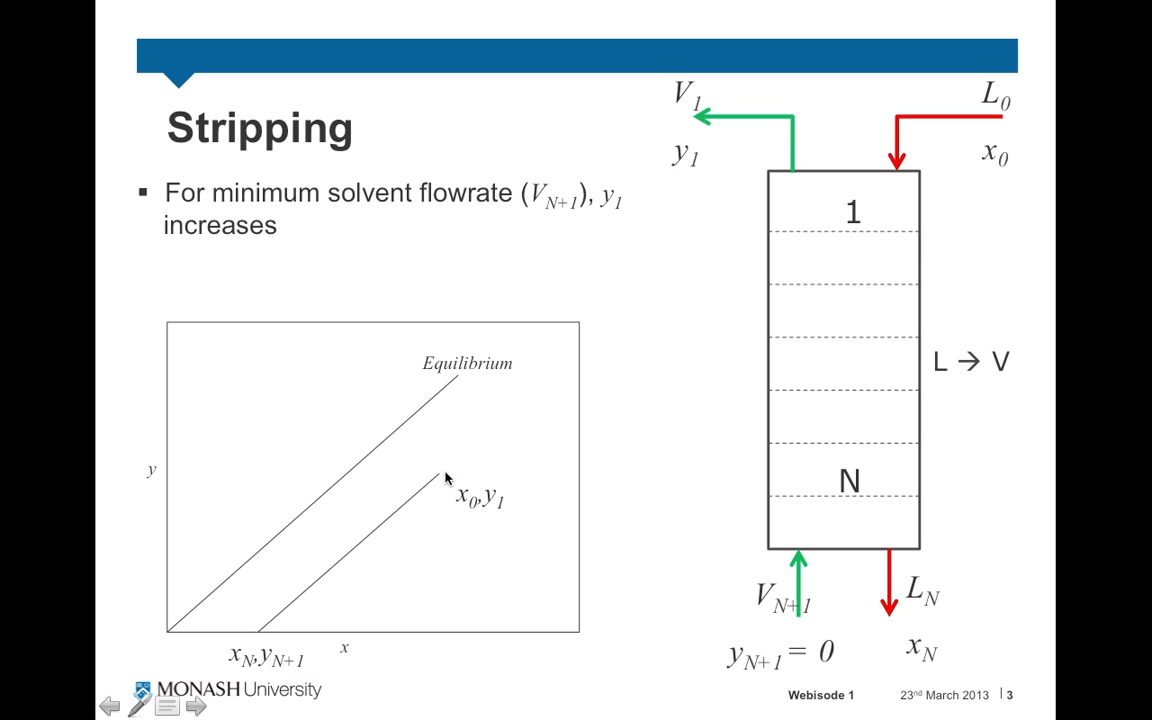 Stripping
▪ For minimum solvent flowrate (V_{N+1}), y_1
increases
Equilibrium
y
x_0,y_1
x_N,y_{N+1}
x
V_1
y_1
L_0
x_0
1
L → V
N
V_{N+1}
L_N
y_{N+1} = 0
x_N
MONASH University
Webisode 1
23nd March 2013
3